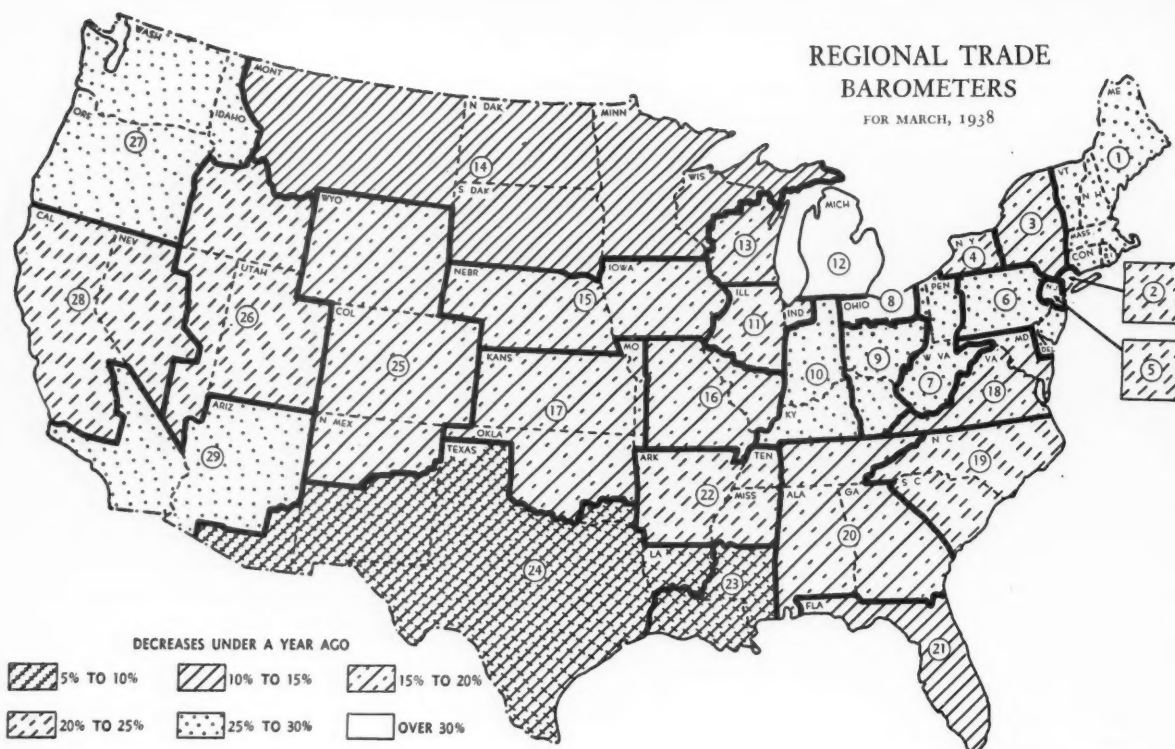 REGIONAL TRADE
BAROMETERS
FOR MARCH, 1938
WASH
MONT
N DAK
MINN
ME
ORE
IDAHO
27
14
1
S DAK
WIS
VT
N H
WYO
MICH
3
CAL
NEV
13
N Y
MASS
4
CON
R I
UTAH
NEBR
IOWA
12
PEN
2
28
15
ILL
IND
OHIO
8
6
N J
26
COL
11
MD
DEL
5
25
KANS
MO
9
W VA
VA
10
7
16
18
ARIZ
N MEX
17
KY
OKLA
N C
29
TEXAS
ARK
TEN
19
22
MISS
ALA
GA
S C
20
LA
23
24
FLA
21
DECREASES UNDER A YEAR AGO
5% TO 10%
10% TO 15%
15% TO 20%
20% TO 25%
25% TO 30%
OVER 30%